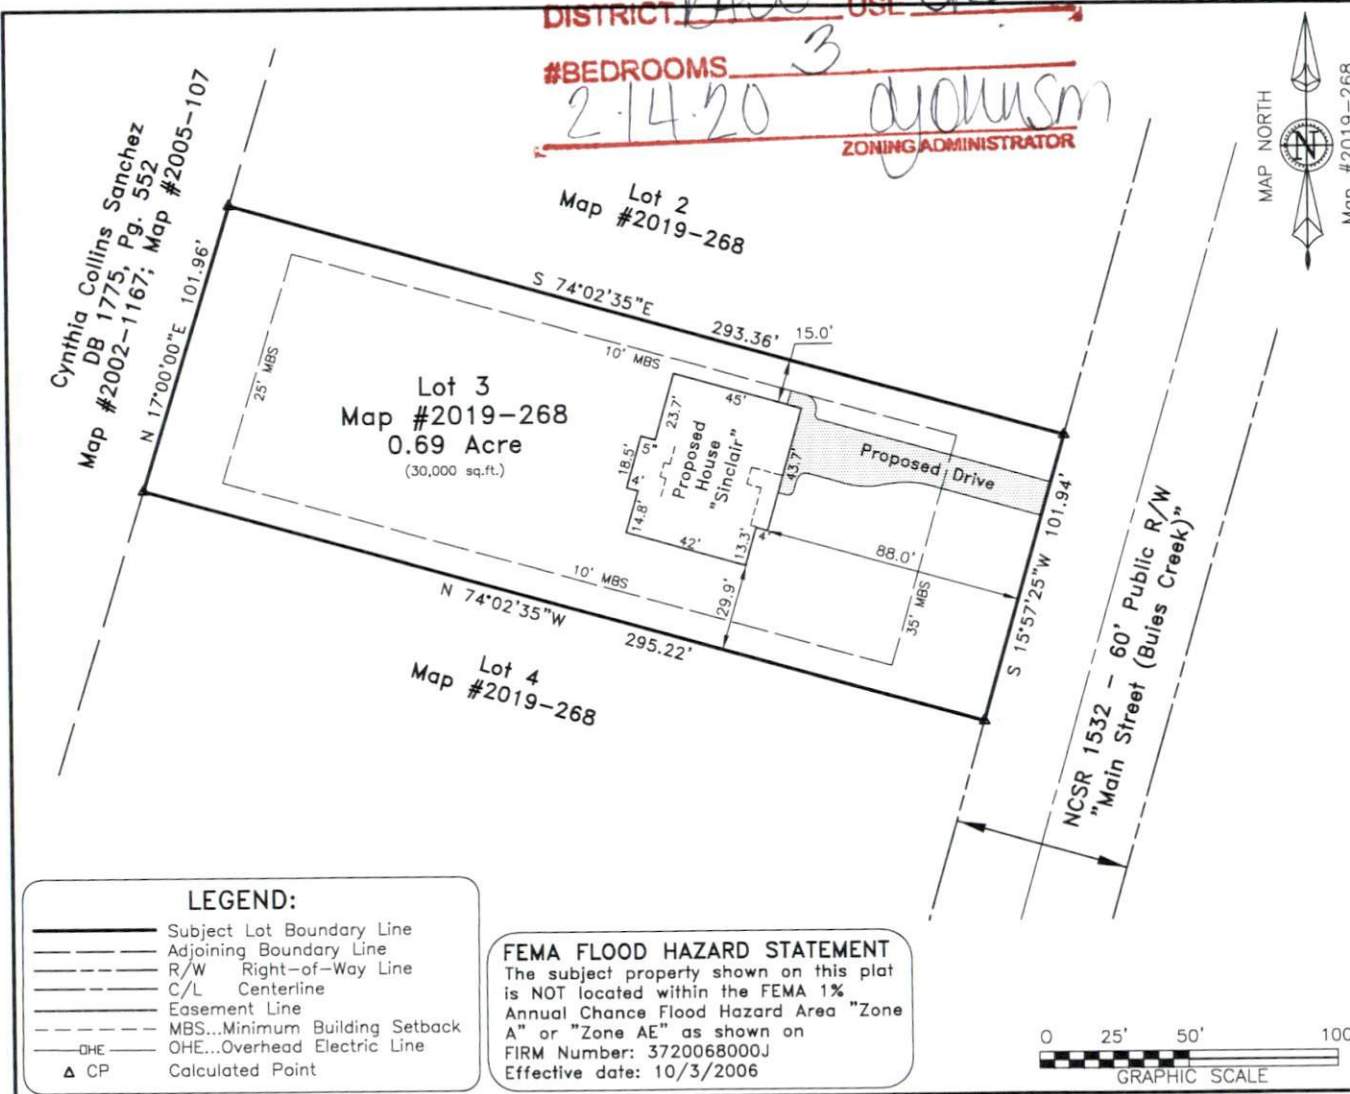 DISTRICT USE
#BEDROOMS 3
2·14·20
ZONING ADMINISTRATOR
MAP NORTH
N
Map #2019-268
Cynthia Collins Sanchez
DB 1775, Pg. 552
Map #2002-1167; Map #2005-107
Lot 2
Map #2019-268
N 17°00'00"E 101.96'
S 74°02'35"E 293.36'
15.0'
10' MBS
25' MBS
Lot 3
Map #2019-268
0.69 Acre
(30,000 sq.ft.)
45'
23.7'
5'
18.5'
4'
14.8'
42'
13.3'
4'
43.7'
Proposed
House
"Sinclair"
Proposed Drive
88.0'
29.9'
35' MBS
10' MBS
N 74°02'35"W 295.22'
S 15°57'25"W 101.94'
Lot 4
Map #2019-268
NCSR 1532 - 60' Public R/W
"Main Street (Buies Creek)"
LEGEND:
Subject Lot Boundary Line
Adjoining Boundary Line
R/W Right-of-Way Line
C/L Centerline
Easement Line
MBS...Minimum Building Setback
OHE OHE...Overhead Electric Line
CP Calculated Point
FEMA FLOOD HAZARD STATEMENT
The subject property shown on this plat
is NOT located within the FEMA 1%
Annual Chance Flood Hazard Area "Zone
A" or "Zone AE" as shown on
FIRM Number: 3720068000J
Effective date: 10/3/2006
0 25' 50' 100
GRAPHIC SCALE